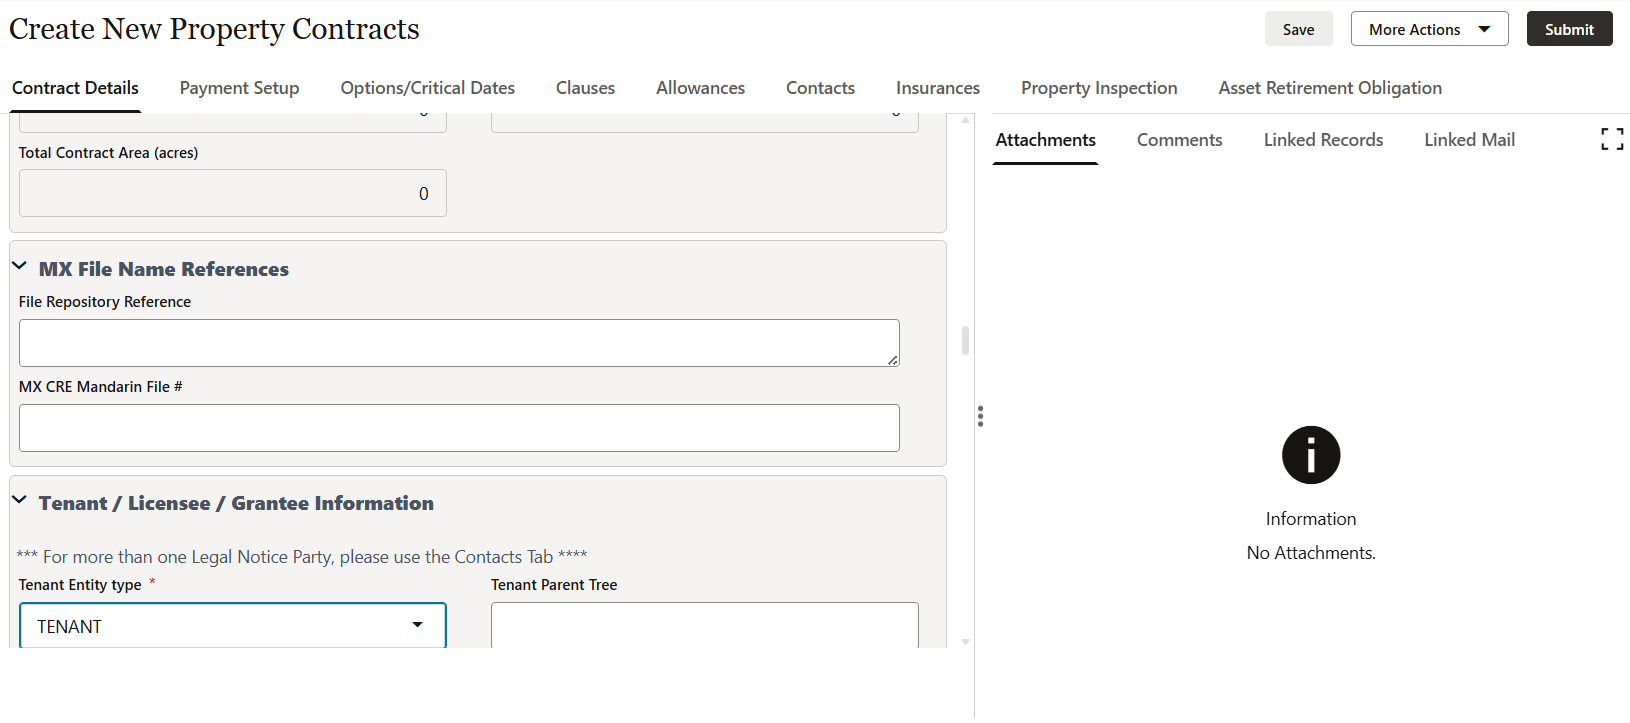 Create New Property Contracts
Save
More Actions
Submit
Contract Details
Payment Setup
Options/Critical Dates
Clauses
Allowances
Contacts
Insurances
Property Inspection
Asset Retirement Obligation
Total Contract Area (acres)
0
MX File Name References
File Repository Reference
MX CRE Mandarin File #
Tenant / Licensee / Grantee Information
*** For more than one Legal Notice Party, please use the Contacts Tab ****
Tenant Entity type *
Tenant Parent Tree
TENANT
Attachments
Comments
Linked Records
Linked Mail
Information
No Attachments.